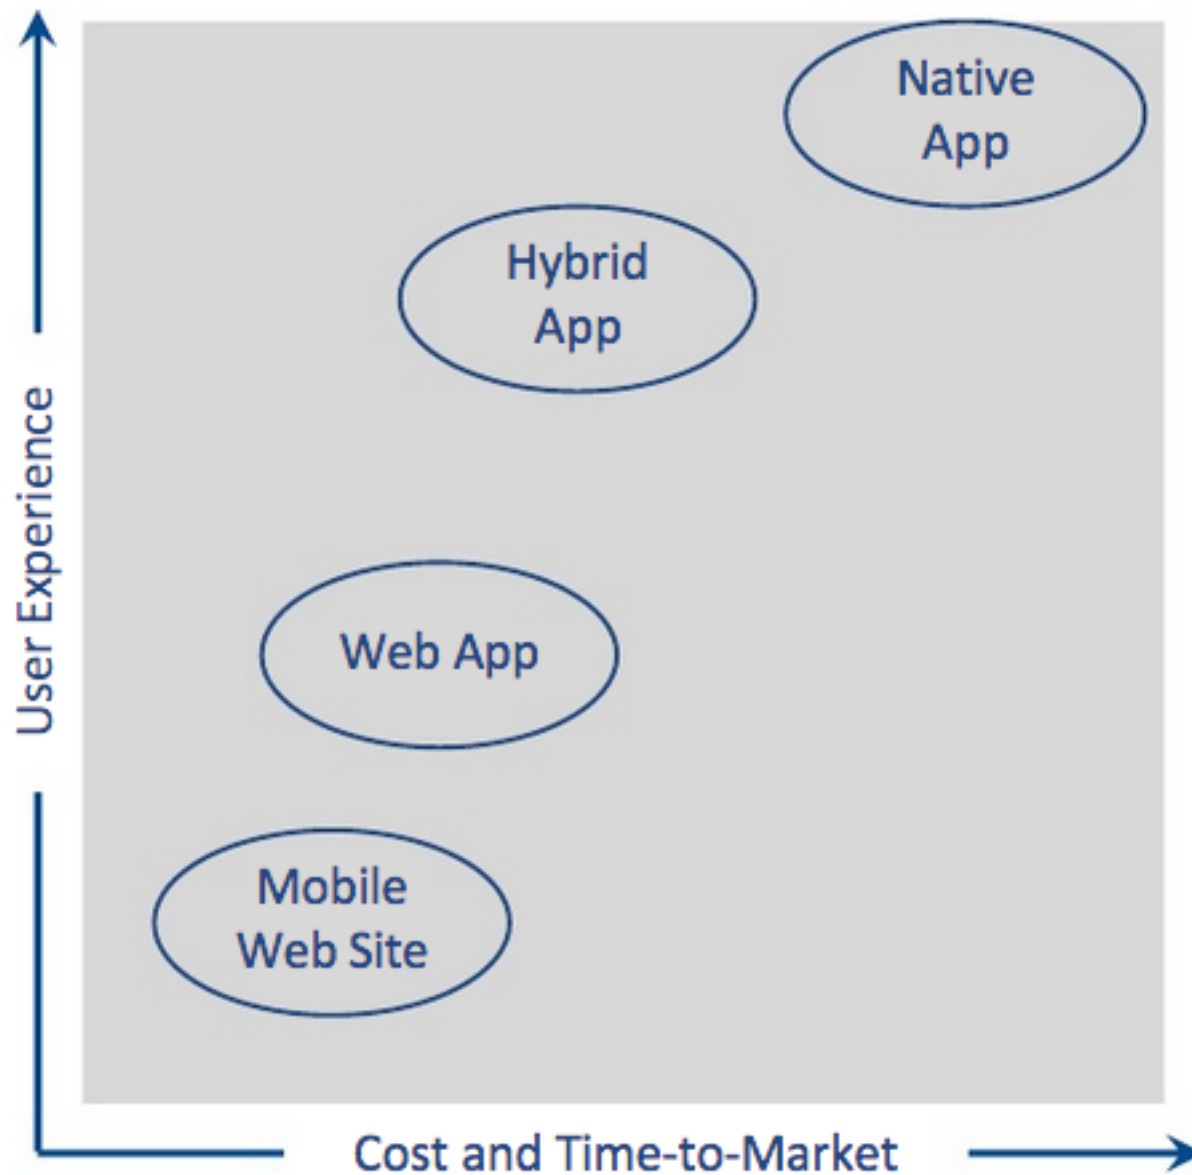 Native
App
Hybrid
App
User Experience
Web App
Mobile
Web Site
Cost and Time-to-Market